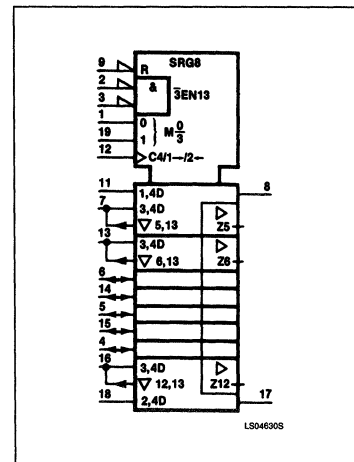 SRG8
9 R
2 &
3 3̅EN13
1 0 } M 0/3
19 1
12 C4/1→/2←
11 1,4D 8
7 3,4D ▷
▽ 5,13 Z5
13 3,4D ▷
▽ 6,13 Z6
6
14
5
15
4
16 3,4D ▷
▽ 12,13 Z12
18 2,4D 17
LS04630S